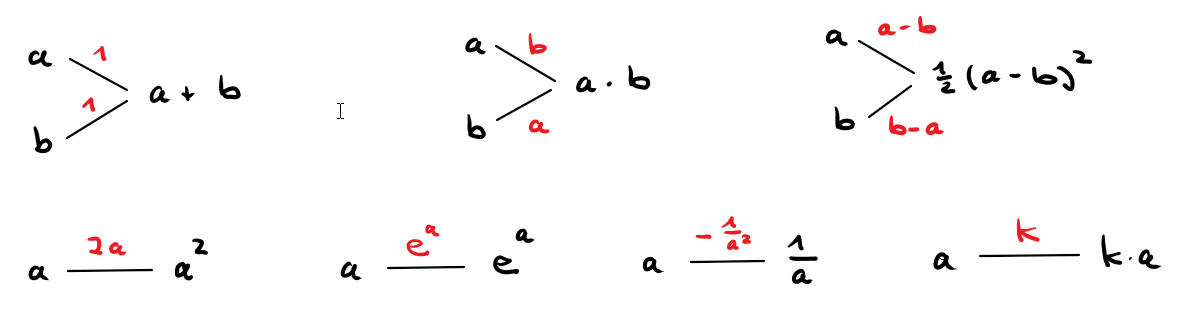 a 1 1 b a + b
a b b a a · b
a a-b b b-a 1/2 (a - b)²
a 2a a²
a eᵃ eᵃ
a - 1/a² 1/a
a k k·a